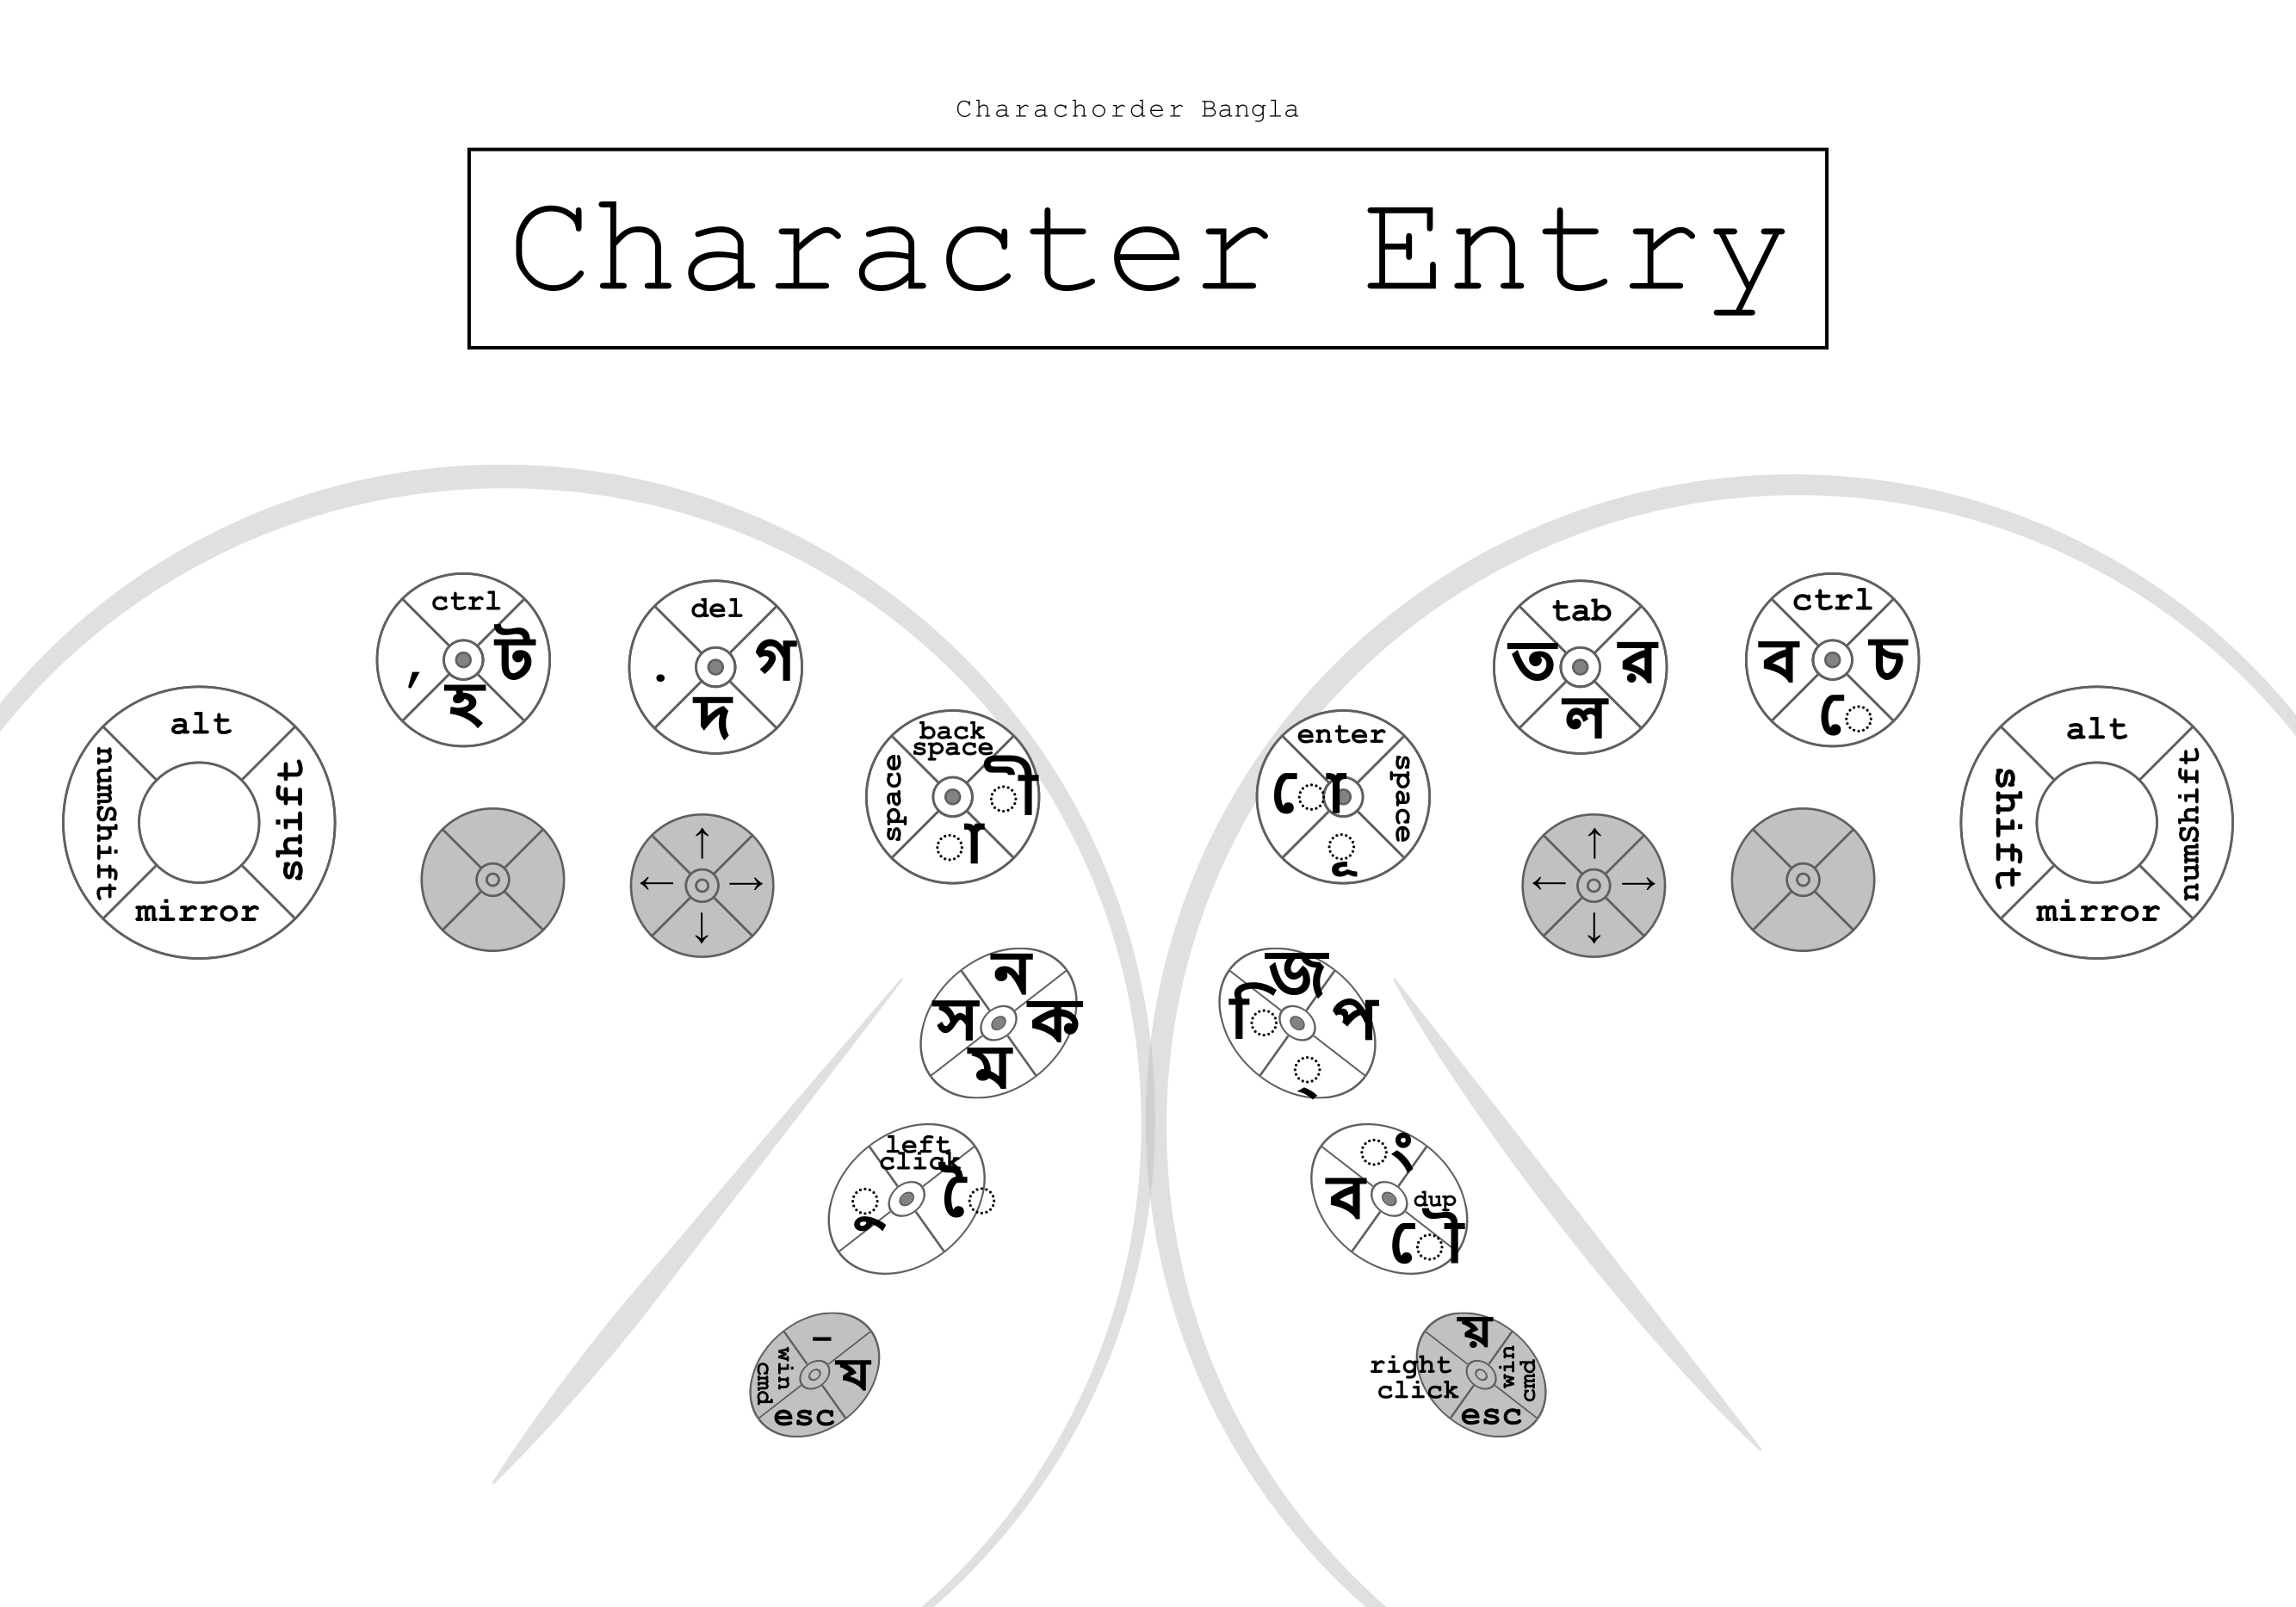 Charachorder Bangla
Character Entry
ctrl
, ট
হ
del
. গ
দ
tab
ত র
ল
ctrl
ব চ
ে
alt
numShift shift
mirror
back
space
space ী
া
enter
ো space
ূ
alt
shift numShift
mirror
↑
← →
↓
↑
← →
↓
ন
স ক
ম
জ
ি প
্
left
click
ু ৈ
ং
ব dup
ৌ
–
win
cmd য
esc
য়
right
click
win
cmd
esc